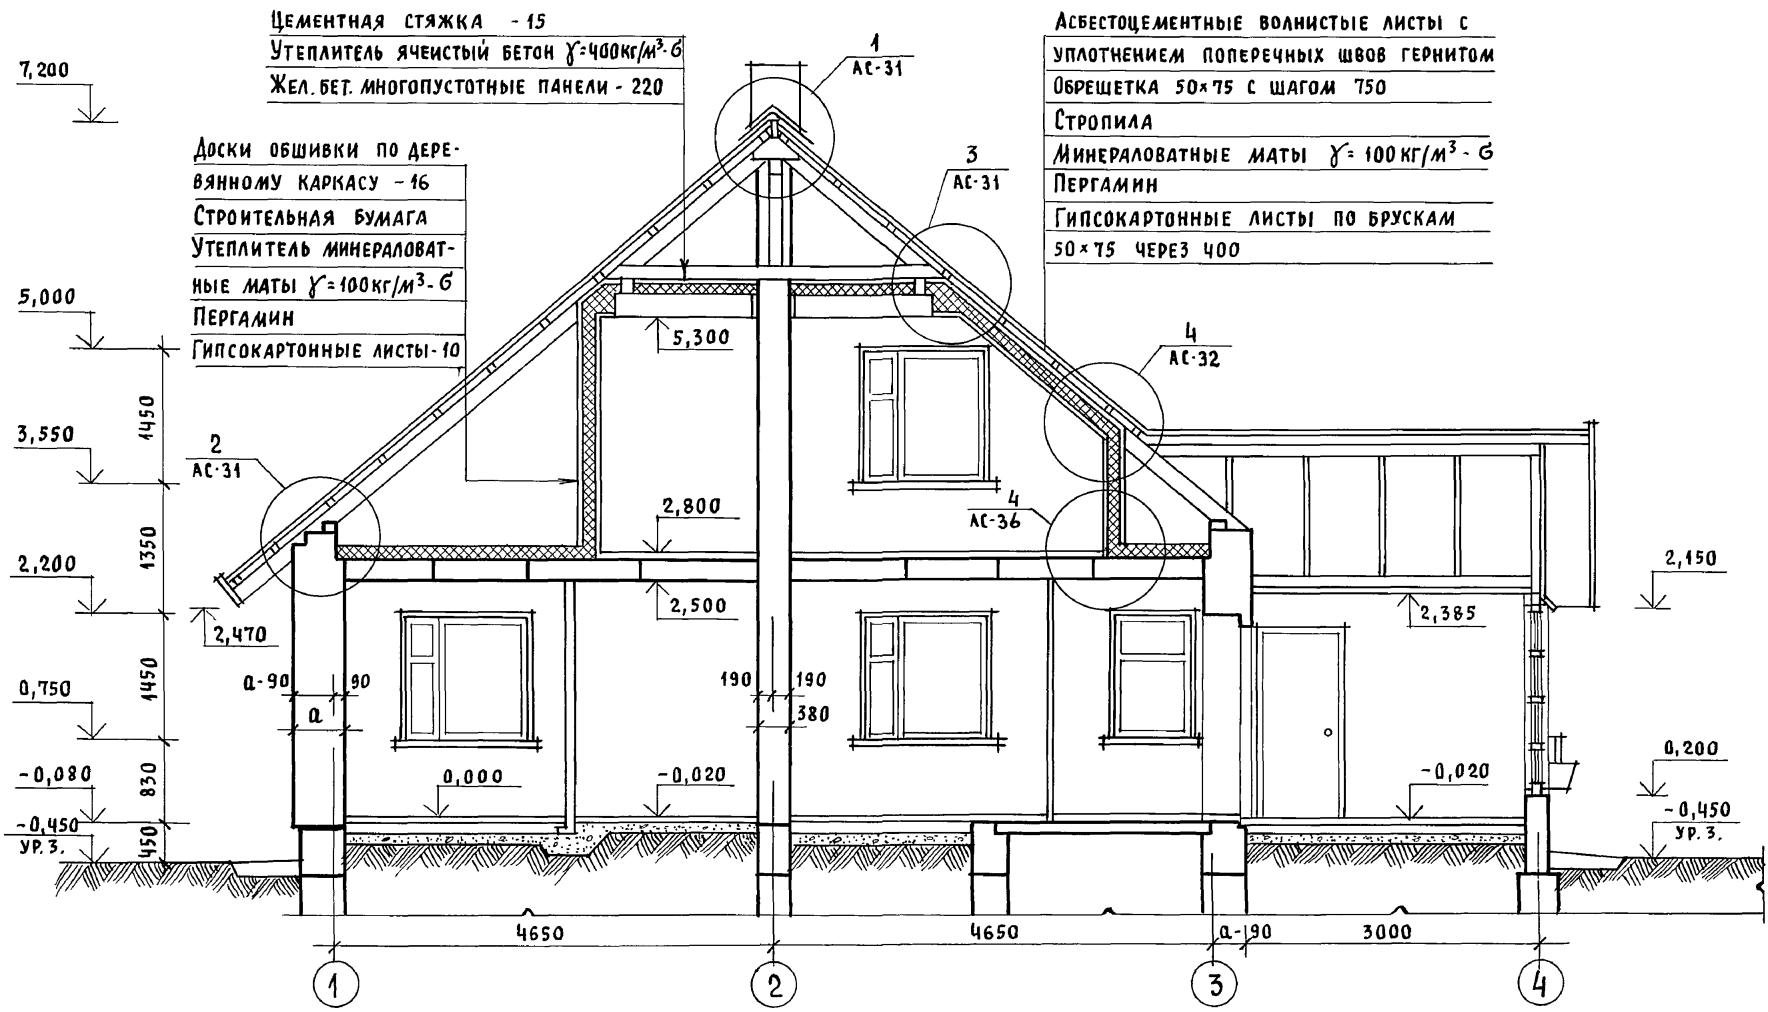 Цементная стяжка - 15
Утеплитель ячеистый бетон γ=400кг/м³-б
Жел. бет. многопустотные панели - 220
Доски обшивки по дере-
вянному каркасу - 16
Строительная бумага
Утеплитель минераловат-
ные маты γ=100кг/м³-б
Пергамин
Гипсокартонные листы-10
Асбестоцементные волнистые листы с
уплотнением поперечных швов гернитом
Обрешетка 50×75 с шагом 750
Стропила
Минераловатные маты γ= 100кг/м³-б
Пергамин
Гипсокартонные листы по брускам
50×75 через 400
1
АС-31
3
АС-31
4
АС-32
2
АС-31
4
АС-36
7,200
5,000
3,550
2,200
0,750
-0,080
-0,450
УР. З.
1450
1350
1450
830
450
2,470
5,300
2,800
2,500
2,385
2,150
0,200
-0,450
УР. З.
а-90
90
а
190
190
380
0,000
-0,020
-0,020
4650
4650
а-90
3000
1
2
3
4